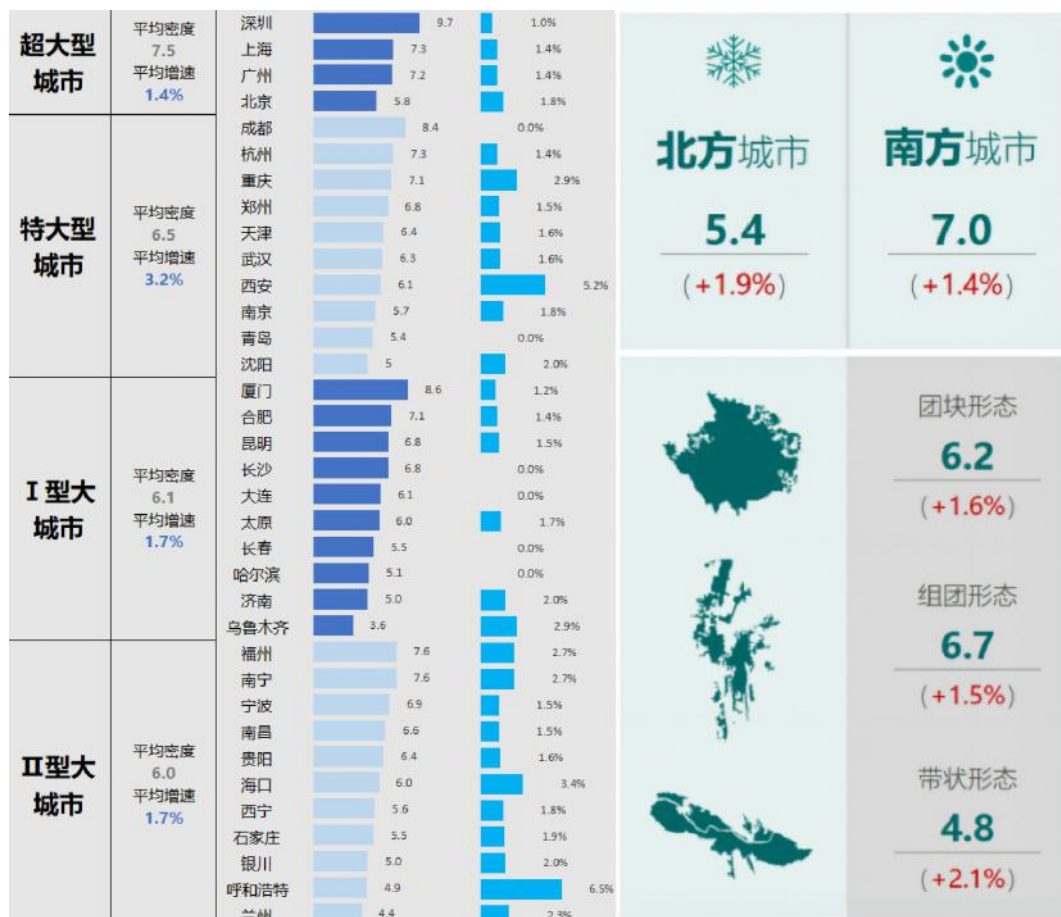 超大型
城市
平均密度
7.5
平均增速
1.4%
深圳 9.7 1.0%
上海 7.3 1.4%
广州 7.2 1.4%
北京 5.8 1.8%
特大型
城市
平均密度
6.5
平均增速
3.2%
成都 8.4 0.0%
杭州 7.3 1.4%
重庆 7.1 2.9%
郑州 6.8 1.5%
天津 6.4 1.6%
武汉 6.3 1.6%
西安 6.1 5.2%
南京 5.7 1.8%
青岛 5.4 0.0%
沈阳 5 2.0%
I型大
城市
平均密度
6.1
平均增速
1.7%
厦门 8.6 1.2%
合肥 7.1 1.4%
昆明 6.8 1.5%
长沙 6.8 0.0%
大连 6.1 0.0%
太原 6.0 1.7%
长春 5.5 0.0%
哈尔滨 5.1 0.0%
济南 5.0 2.0%
乌鲁木齐 3.6 2.9%
II型大
城市
平均密度
6.0
平均增速
1.7%
福州 7.6 2.7%
南宁 7.6 2.7%
宁波 6.9 1.5%
南昌 6.6 1.5%
贵阳 6.4 1.6%
海口 6.0 3.4%
西宁 5.6 1.8%
石家庄 5.5 1.9%
银川 5.0 2.0%
呼和浩特 4.9 6.5%
兰州 4.4 2.3%
北方城市
5.4
(+1.9%)
南方城市
7.0
(+1.4%)
团块形态
6.2
(+1.6%)
组团形态
6.7
(+1.5%)
带状形态
4.8
(+2.1%)